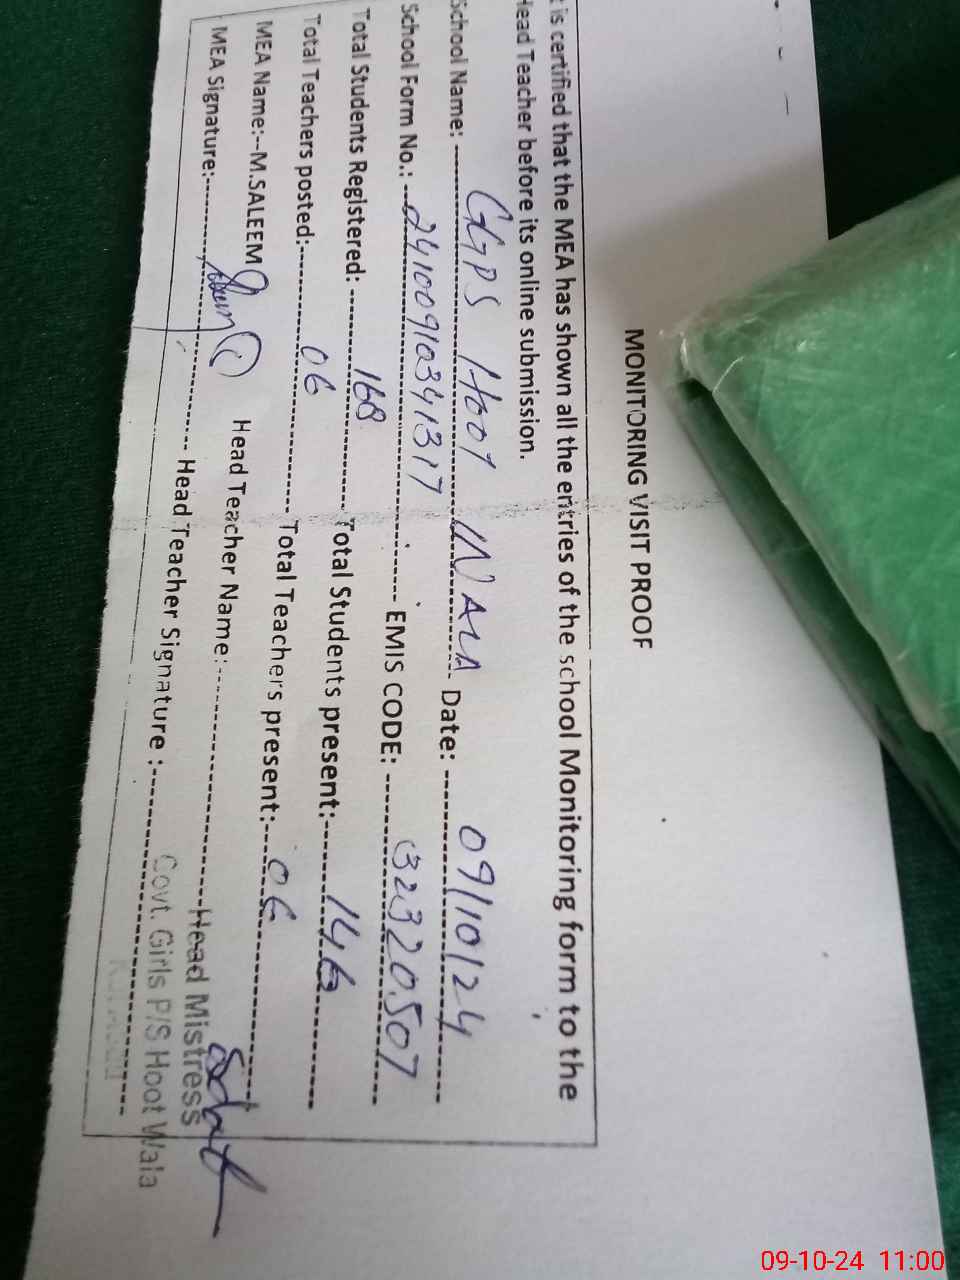 MONITORING VISIT PROOF
t is certified that the MEA has shown all the entries of the school Monitoring form to the
Head Teacher before its online submission.
School Name: GGPS Hoot WALA Date: 09/10/24
School Form No.: 24100910341317 EMIS CODE: 32320507
Total Students Registered: 168 Total Students present: 146
Total Teachers posted: 06 Total Teachers present: 06
MEA Name:--M.SALEEM Head Teacher Name: Head Mistress
MEA Signature: Head Teacher Signature : Govt. Girls P/S Hoot Wala
09-10-24 11:00